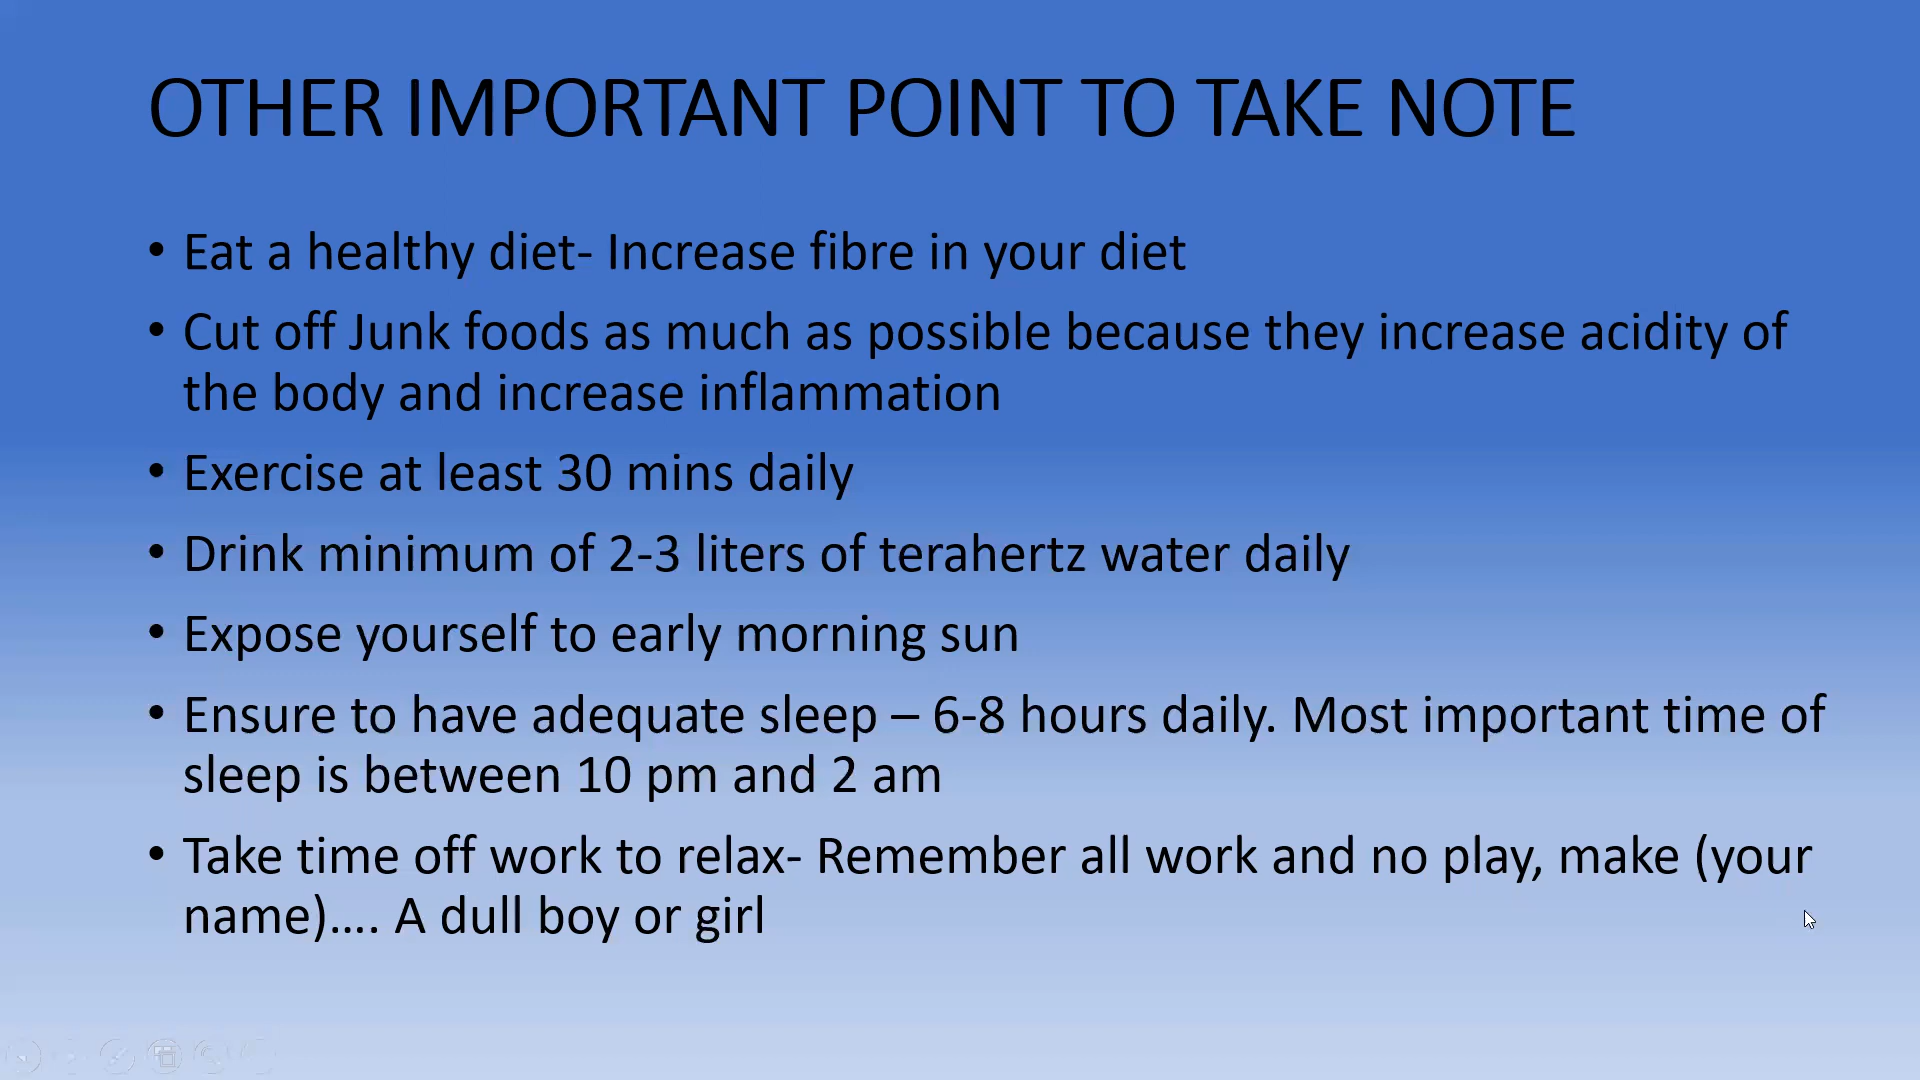 OTHER IMPORTANT POINT TO TAKE NOTE
• Eat a healthy diet- Increase fibre in your diet
• Cut off Junk foods as much as possible because they increase acidity of
the body and increase inflammation
• Exercise at least 30 mins daily
• Drink minimum of 2-3 liters of terahertz water daily
• Expose yourself to early morning sun
• Ensure to have adequate sleep – 6-8 hours daily. Most important time of
sleep is between 10 pm and 2 am
• Take time off work to relax- Remember all work and no play, make (your
name)…. A dull boy or girl